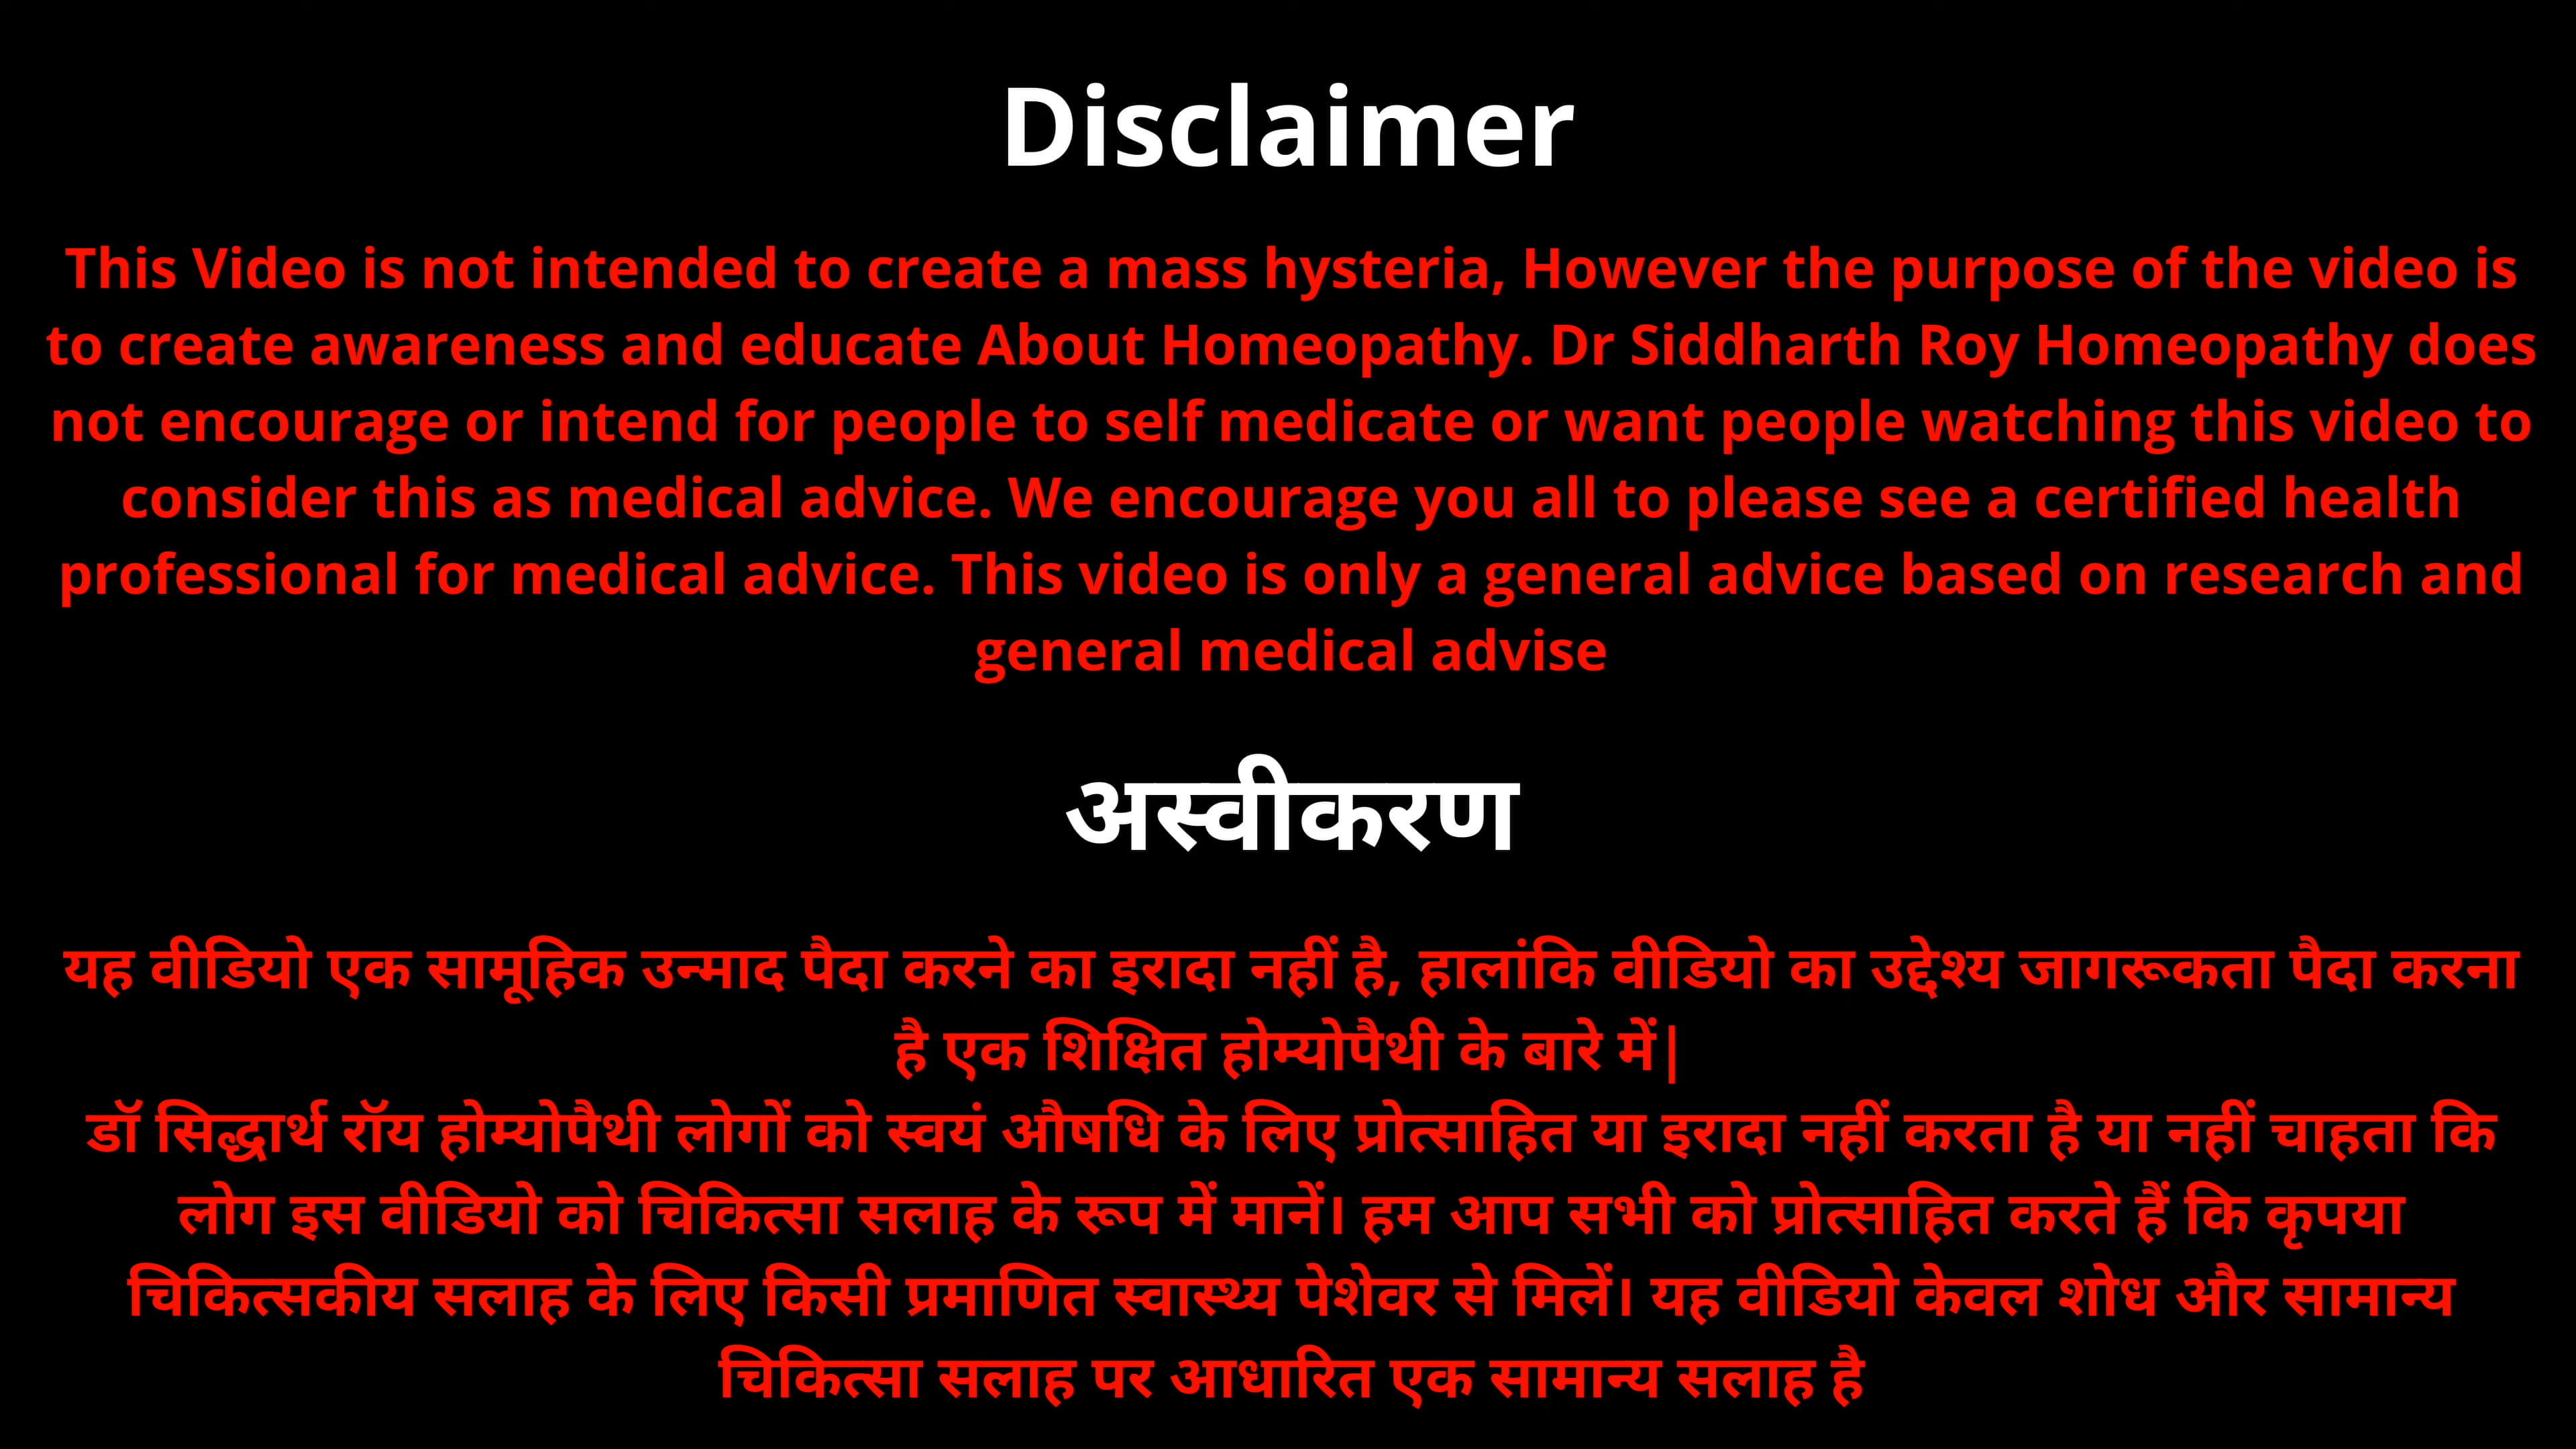 Disclaimer
This Video is not intended to create a mass hysteria, However the purpose of the video is
to create awareness and educate About Homeopathy. Dr Siddharth Roy Homeopathy does
not encourage or intend for people to self medicate or want people watching this video to
consider this as medical advice. We encourage you all to please see a certified health
professional for medical advice. This video is only a general advice based on research and
general medical advise
अस्वीकरण
यह वीडियो एक सामूहिक उन्माद पैदा करने का इरादा नहीं है, हालांकि वीडियो का उद्देश्य जागरूकता पैदा करना
है एक शिक्षित होम्योपैथी के बारे में|
डॉ सिद्धार्थ रॉय होम्योपैथी लोगों को स्वयं औषधि के लिए प्रोत्साहित या इरादा नहीं करता है या नहीं चाहता कि
लोग इस वीडियो को चिकित्सा सलाह के रूप में मानें। हम आप सभी को प्रोत्साहित करते हैं कि कृपया
चिकित्सकीय सलाह के लिए किसी प्रमाणित स्वास्थ्य पेशेवर से मिलें। यह वीडियो केवल शोध और सामान्य
चिकित्सा सलाह पर आधारित एक सामान्य सलाह है